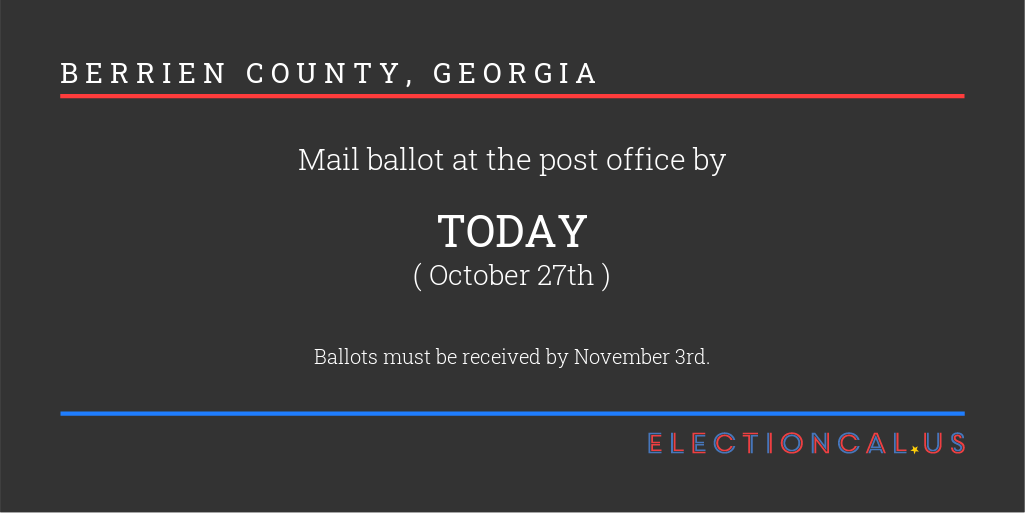 BERRIEN COUNTY, GEORGIA
Mail ballot at the post office by
TODAY
( October 27th )
Ballots must be received by November 3rd.
ELECTIONCAL.US